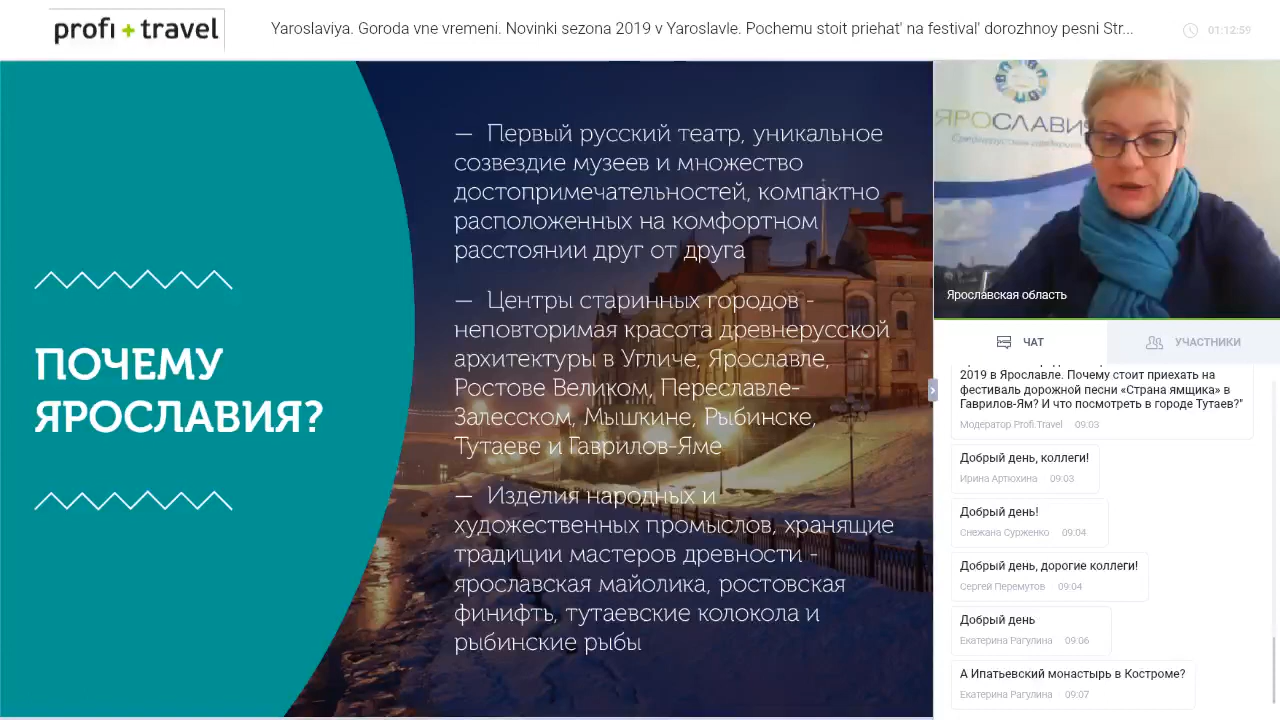 profi + travel
Yaroslaviya. Goroda vne vremeni. Novinki sezona 2019 v Yaroslavle. Pochemu stoit priehat' na festival' dorozhnoy pesni Str...
01:12:59
ПОЧЕМУ
ЯРОСЛАВИЯ?
— Первый русский театр, уникальное
созвездие музеев и множество
достопримечательностей, компактно
расположенных на комфортном
расстоянии друг от друга
— Центры старинных городов -
неповторимая красота древнерусской
архитектуры в Угличе, Ярославле,
Ростове Великом, Переславле-
Залесском, Мышкине, Рыбинске,
Тутаеве и Гаврилов-Яме
— Изделия народных и
художественных промыслов, хранящие
традиции мастеров древности -
ярославская майолика, ростовская
финифть, тутаевские колокола и
рыбинские рыбы
ЯРОСЛАВИЯ
Ярославская область
ЧАТ
УЧАСТНИКИ
2019 в Ярославле. Почему стоит приехать на
фестиваль дорожной песни «Страна ямщика» в
Гаврилов-Ям? И что посмотреть в городе Тутаев?"
Модератор Profi.Travel 09:03
Добрый день, коллеги!
Ирина Артюхина 09:03
Добрый день!
Снежана Сурженко 09:04
Добрый день, дорогие коллеги!
Сергей Перемутов 09:04
Добрый день
Екатерина Рагулина 09:06
А Ипатьевский монастырь в Костроме?
Екатерина Рагулина 09:07